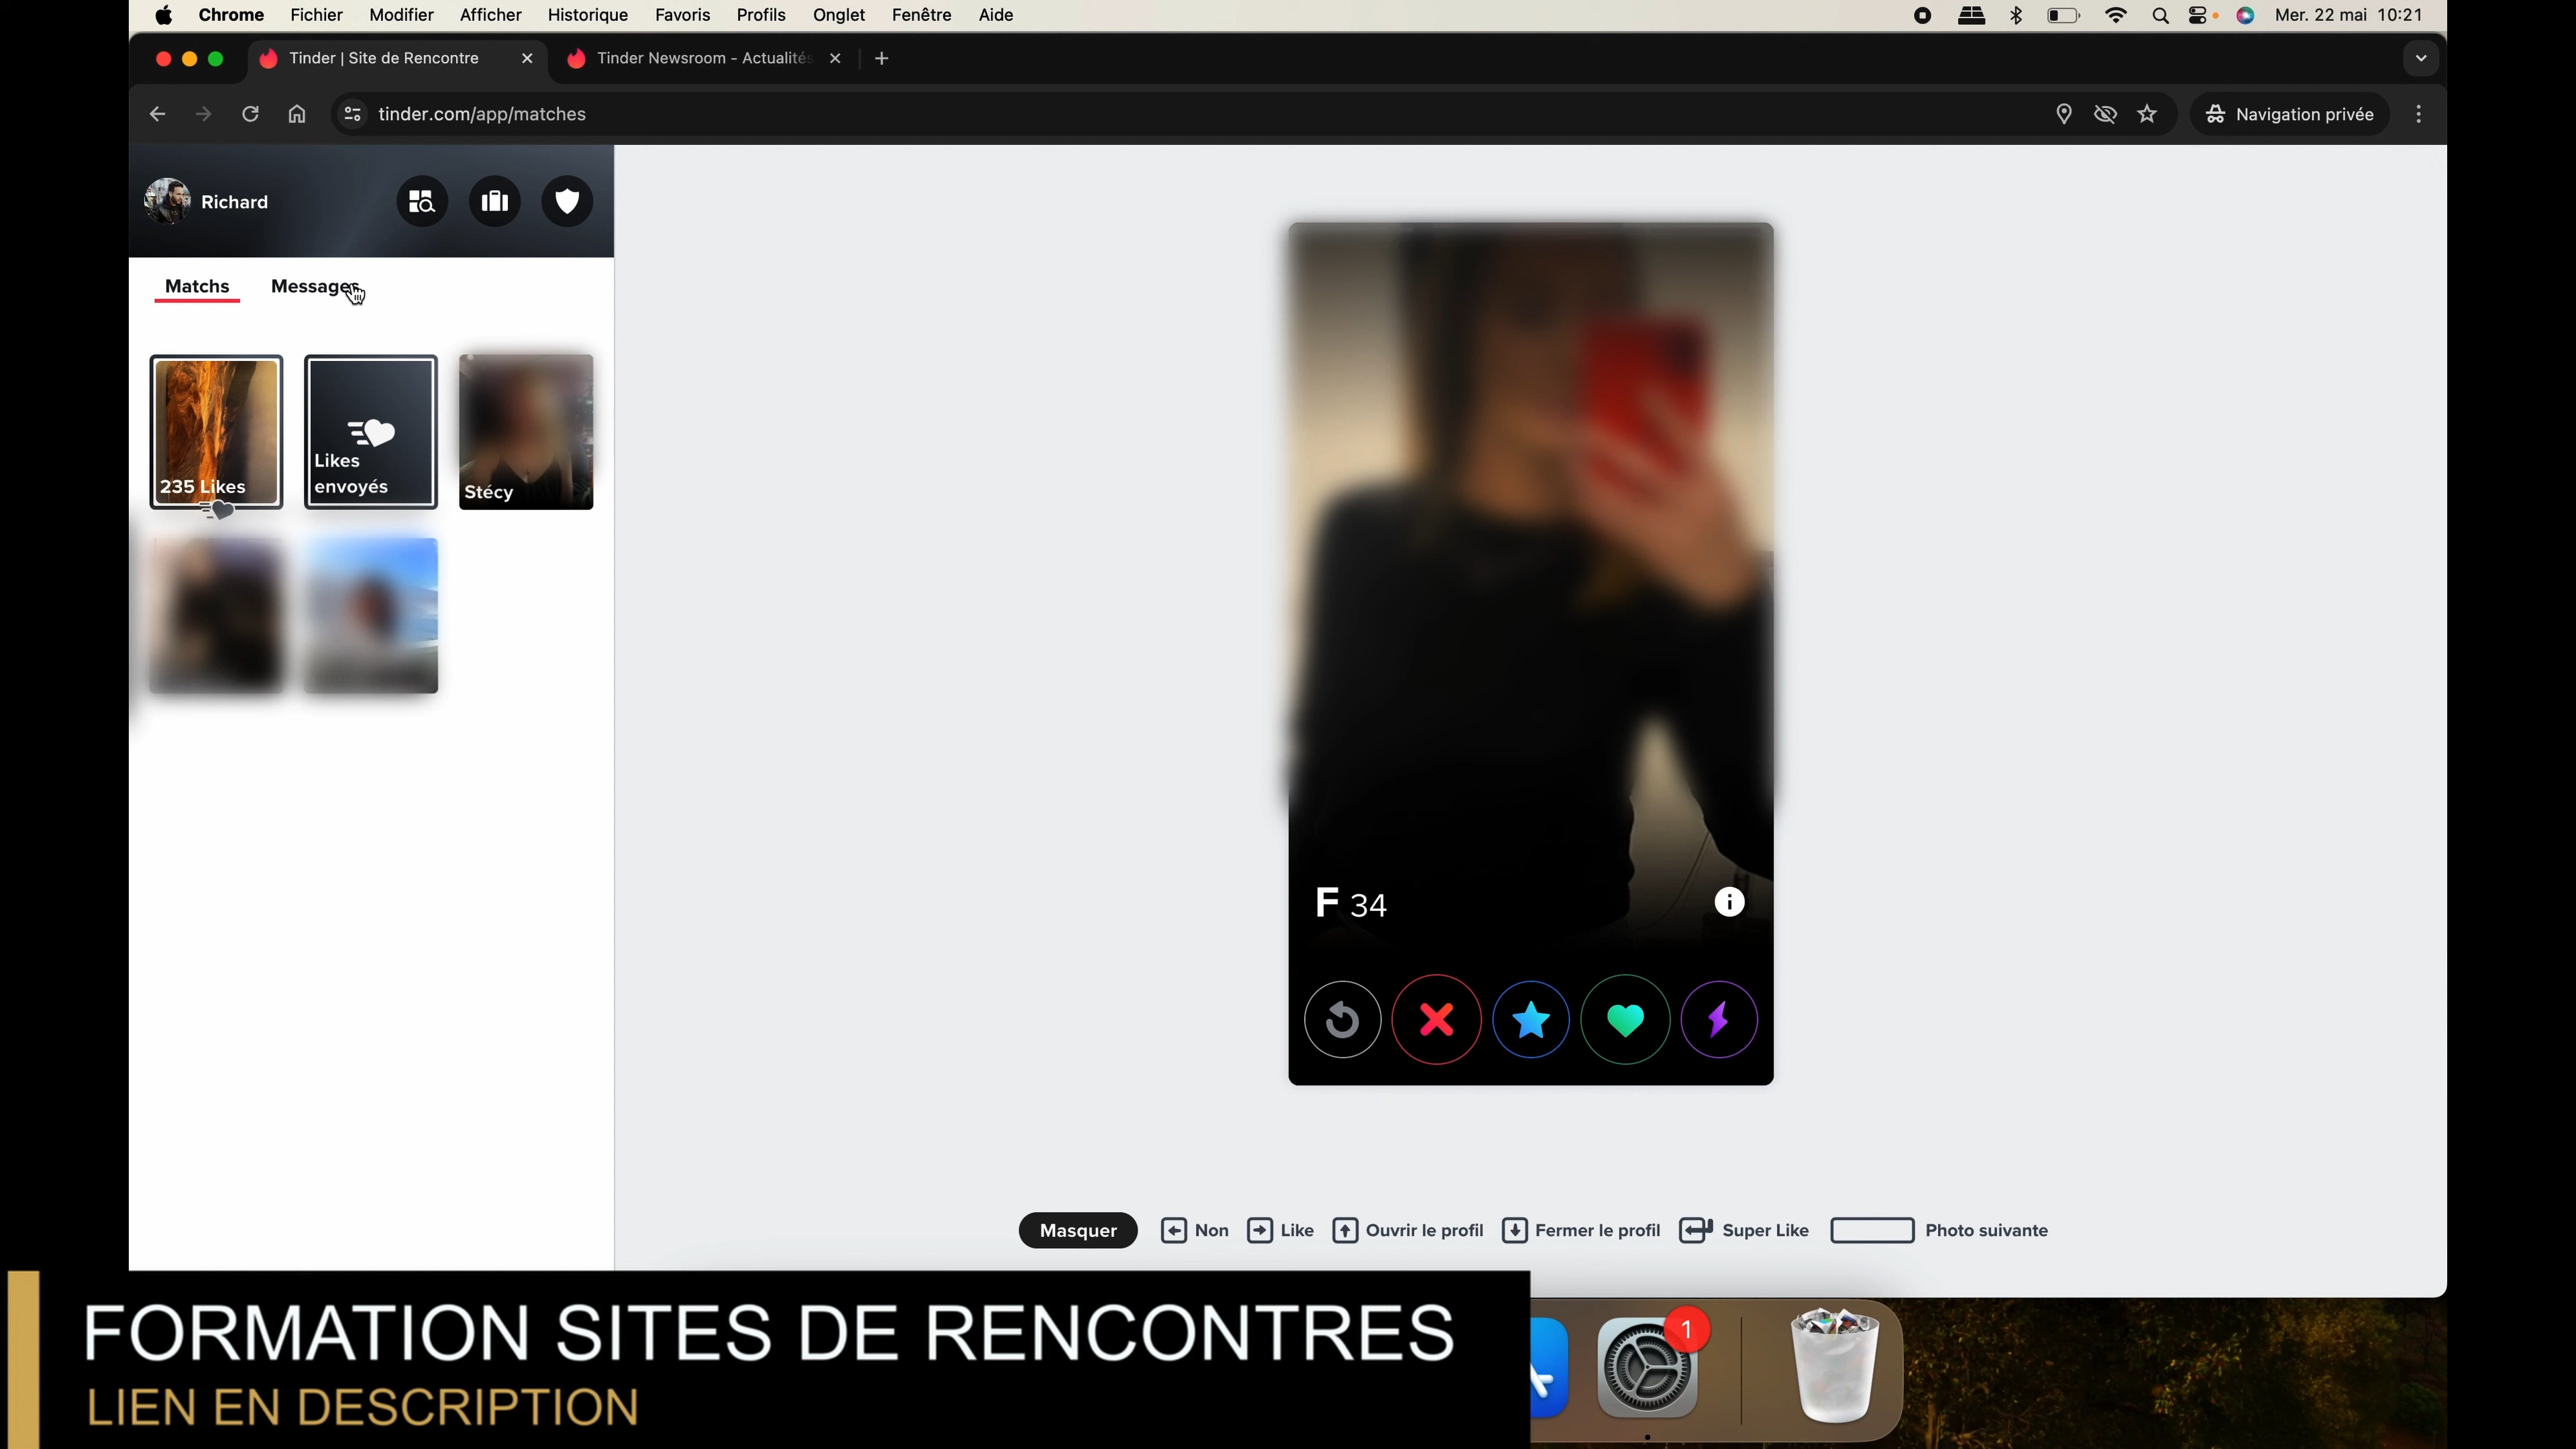 Chrome Fichier Modifier Afficher Historique Favoris Profils Onglet Fenêtre Aide Mer. 22 mai 10:21
Tinder | Site de Rencontre Tinder Newsroom - Actualités
tinder.com/app/matches Navigation privée
Richard
Matchs Messages
235 Likes
Likes
envoyés
Stécy
F 34
Masquer Non Like Ouvrir le profil Fermer le profil Super Like Photo suivante
1
FORMATION SITES DE RENCONTRES
LIEN EN DESCRIPTION